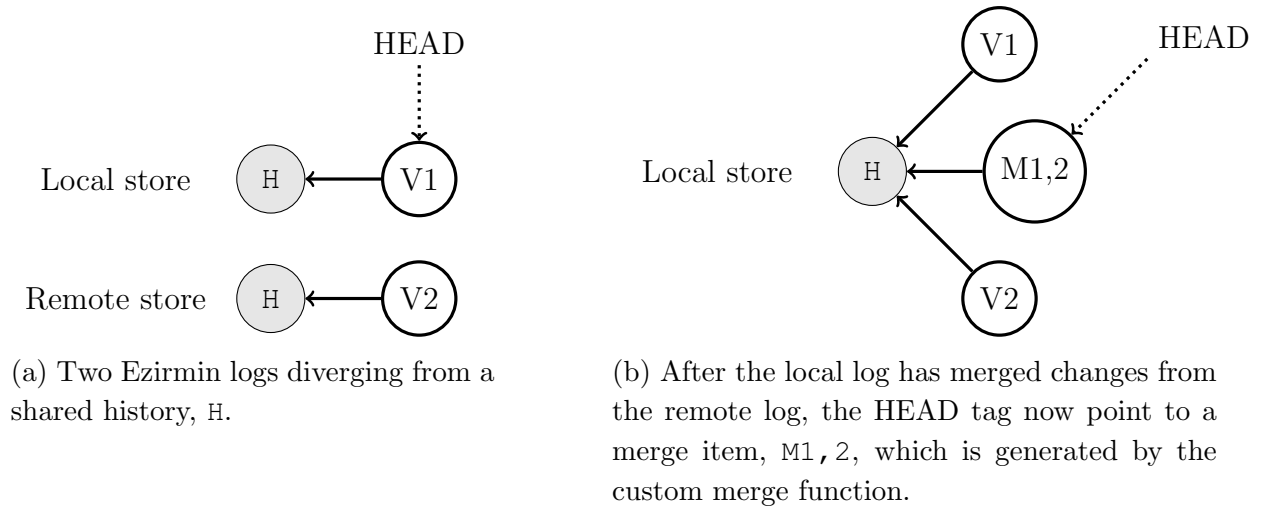 HEAD
Local store H V1
Remote store H V2
(a) Two Ezirmin logs diverging from a
shared history, H.
V1 HEAD
Local store H M1,2
V2
(b) After the local log has merged changes from
the remote log, the HEAD tag now point to a
merge item, M1,2, which is generated by the
custom merge function.